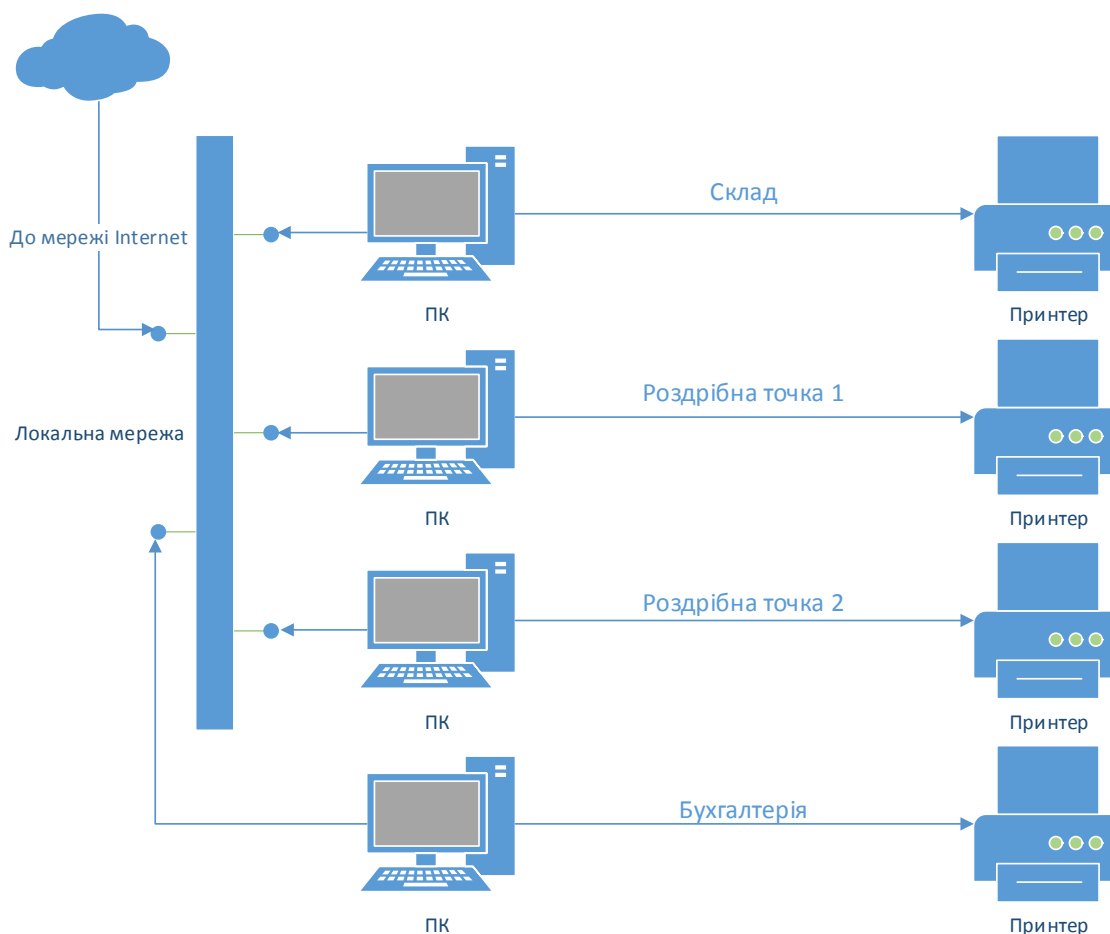 Склад
До мережі Internet
ПК
Принтер
Роздрібна точка 1
Локальна мережа
ПК
Принтер
Роздрібна точка 2
ПК
Принтер
Бухгалтерія
ПК
Принтер